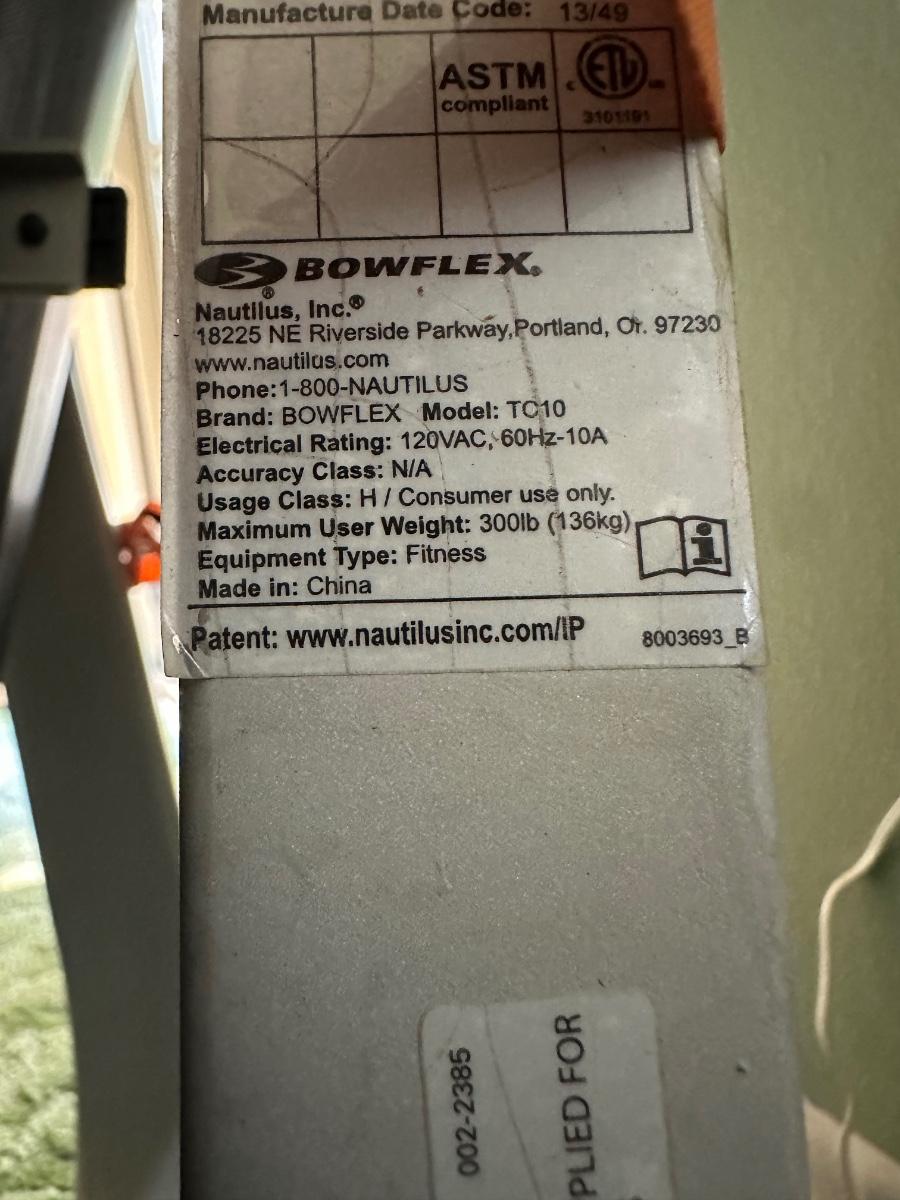 Manufacture Date Code: 13/49
ASTM
compliant
C ETL us
3101191
BOWFLEX®
Nautilus, Inc.®
18225 NE Riverside Parkway,Portland, Or. 97230
www.nautilus.com
Phone:1-800-NAUTILUS
Brand: BOWFLEX Model: TC10
Electrical Rating: 120VAC, 60Hz-10A
Accuracy Class: N/A
Usage Class: H / Consumer use only.
Maximum User Weight: 300lb (136kg)
Equipment Type: Fitness
Made in: China
Patent: www.nautilusinc.com/IP 8003693_B
002-2385
PLIED FOR